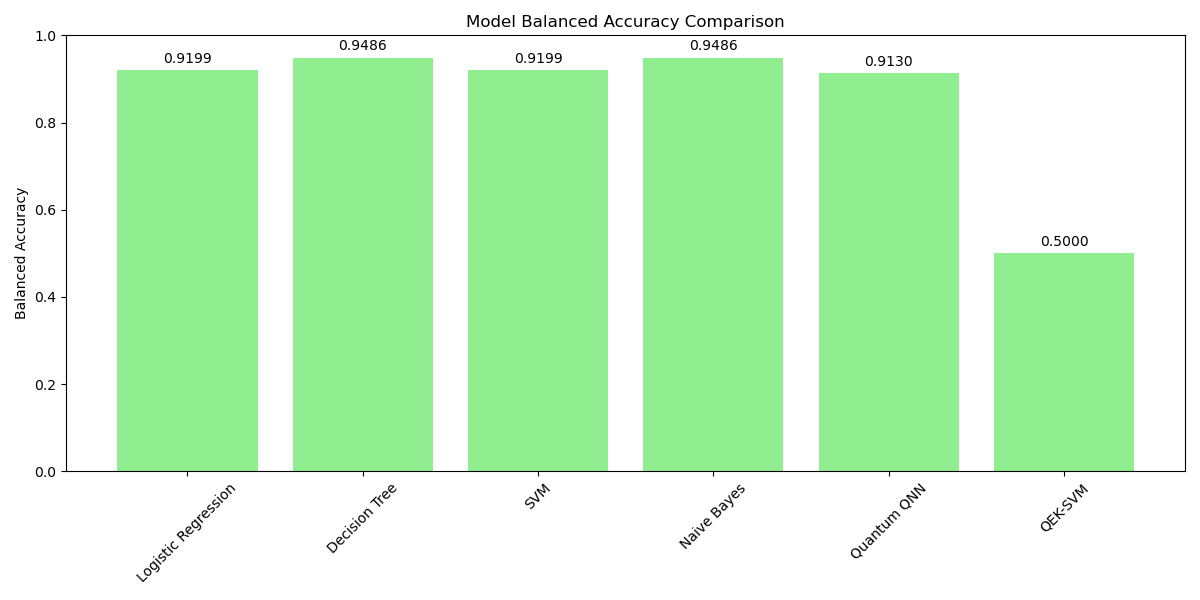 Model Balanced Accuracy Comparison
Balanced Accuracy
1.0
0.8
0.6
0.4
0.2
0.0
0.9199
0.9486
0.9199
0.9486
0.9130
0.5000
Logistic Regression
Decision Tree
SVM
Naive Bayes
Quantum QNN
QEK-SVM